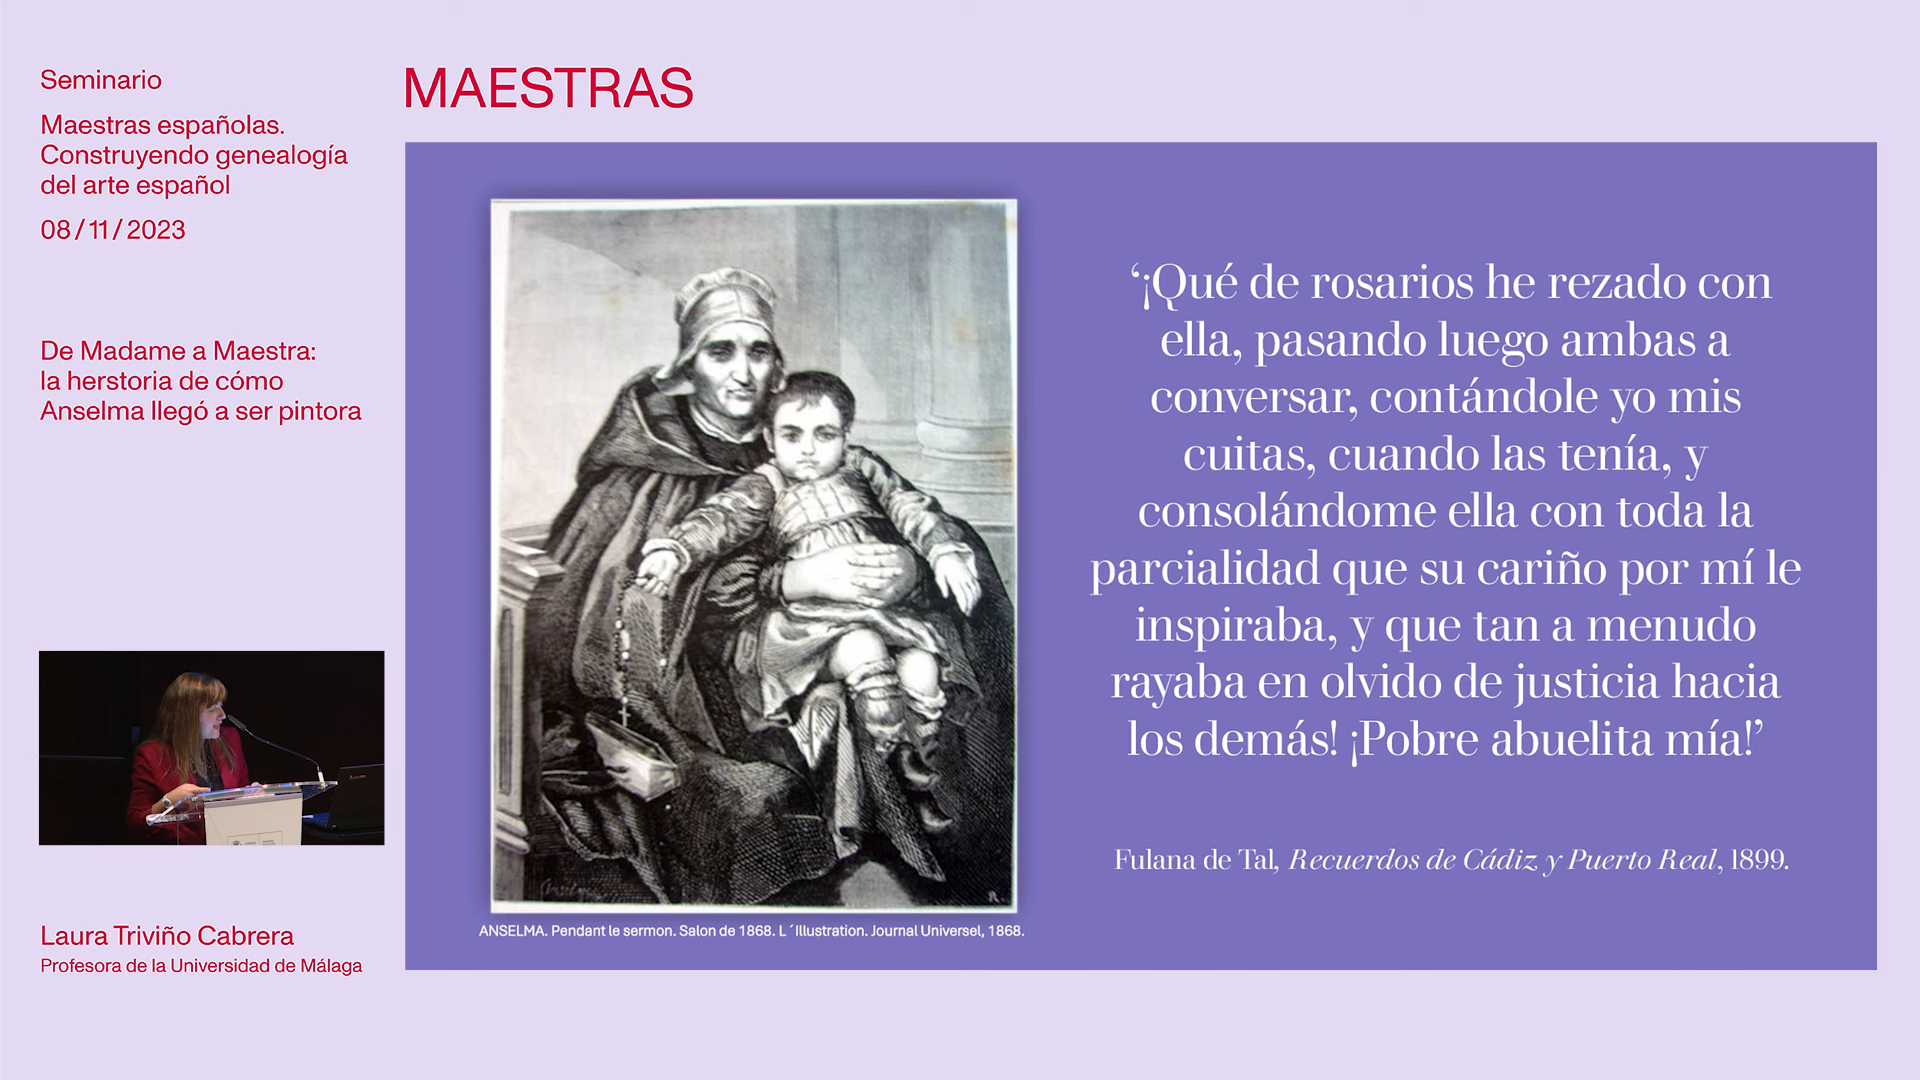 Seminario
Maestras españolas.
Construyendo genealogía
del arte español
08/11/2023
De Madame a Maestra:
la herstoria de cómo
Anselma llegó a ser pintora
Laura Triviño Cabrera
Profesora de la Universidad de Málaga
MAESTRAS
‘¡Qué de rosarios he rezado con
ella, pasando luego ambas a
conversar, contándole yo mis
cuitas, cuando las tenía, y
consolándome ella con toda la
parcialidad que su cariño por mí le
inspiraba, y que tan a menudo
rayaba en olvido de justicia hacia
los demás! ¡Pobre abuelita mía!’
Fulana de Tal, Recuerdos de Cádiz y Puerto Real, 1899.
ANSELMA. Pendant le sermon. Salon de 1868. L´Illustration. Journal Universel, 1868.